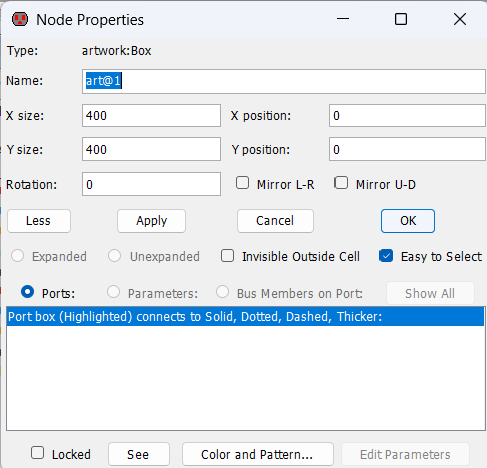 Node Properties
Type: artwork:Box
Name: art@1
X size: 400 X position: 0
Y size: 400 Y position: 0
Rotation: 0 Mirror L-R Mirror U-D
Less Apply Cancel OK
Expanded Unexpanded Invisible Outside Cell Easy to Select
Ports: Parameters: Bus Members on Port: Show All
Port box (Highlighted) connects to Solid, Dotted, Dashed, Thicker:
Locked See Color and Pattern... Edit Parameters